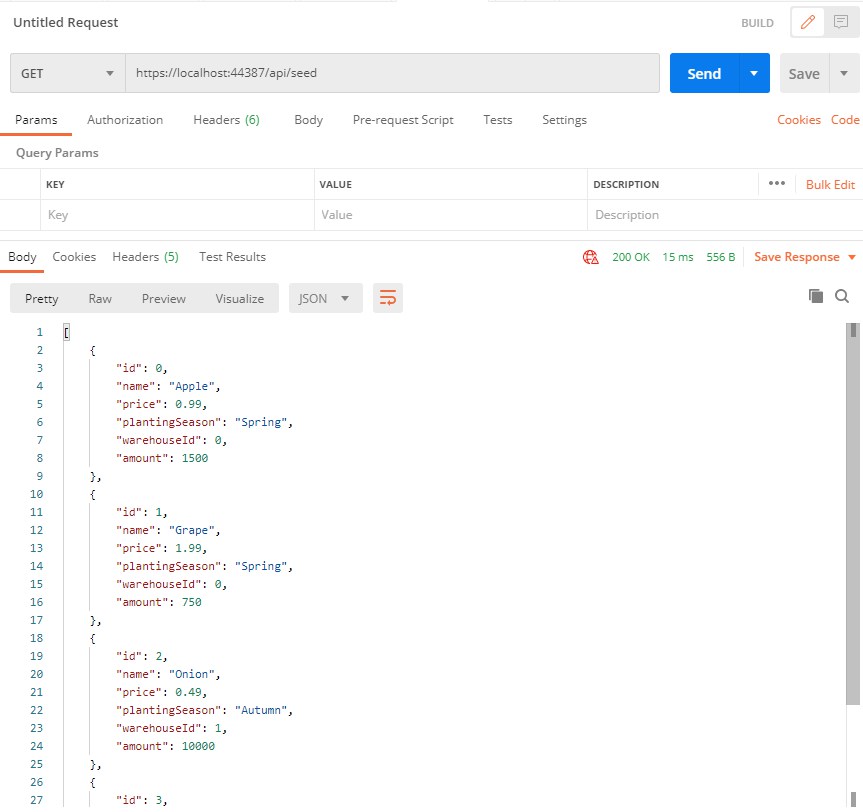 Untitled Request BUILD
GET https://localhost:44387/api/seed Send Save
Params Authorization Headers (6) Body Pre-request Script Tests Settings Cookies Code
Query Params
KEY VALUE DESCRIPTION ••• Bulk Edit
Key Value Description
Body Cookies Headers (5) Test Results 200 OK 15 ms 556 B Save Response
Pretty Raw Preview Visualize JSON
1 [
2 {
3 "id": 0,
4 "name": "Apple",
5 "price": 0.99,
6 "plantingSeason": "Spring",
7 "warehouseId": 0,
8 "amount": 1500
9 },
10 {
11 "id": 1,
12 "name": "Grape",
13 "price": 1.99,
14 "plantingSeason": "Spring",
15 "warehouseId": 0,
16 "amount": 750
17 },
18 {
19 "id": 2,
20 "name": "Onion",
21 "price": 0.49,
22 "plantingSeason": "Autumn",
23 "warehouseId": 1,
24 "amount": 10000
25 },
26 {
27 "id": 3,